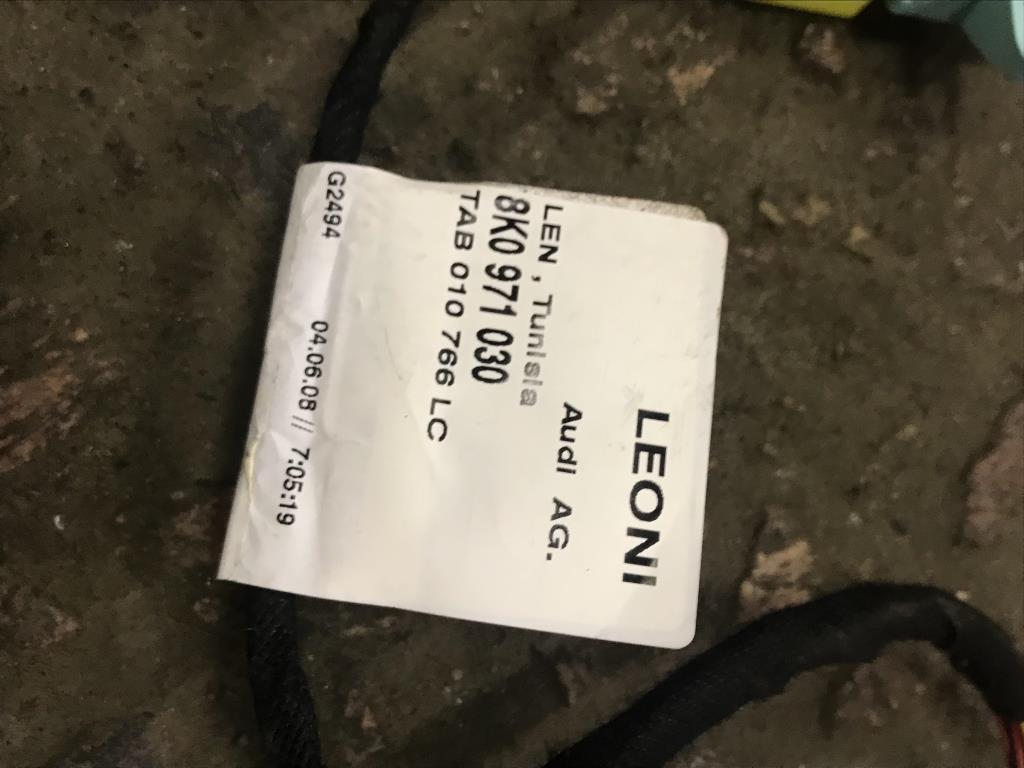 LEONI
Audi AG.
LEN , Tunisia
8K0 971 030
TAB 010 766 LC
G2494 04.06.08 // 7:05:19